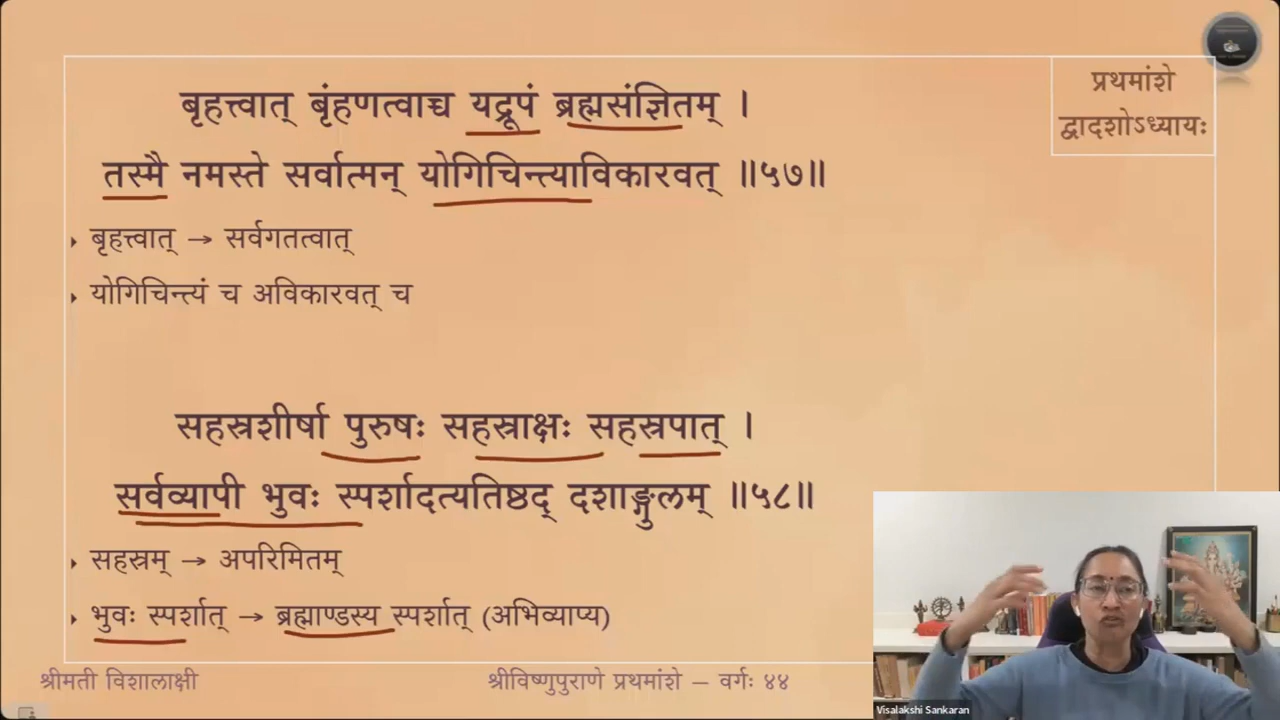 प्रथमांशे
द्वादशोऽध्यायः
बृहत्त्वात् बृंहणत्वाच्च यद्रूपं ब्रह्मसंज्ञितम् ।
तस्मै नमस्ते सर्वात्मन् योगिचिन्त्याविकारवत् ॥५७॥
बृहत्त्वात् → सर्वगतत्वात्
योगिचिन्त्यं च अविकारवत् च
सहस्रशीर्षा पुरुषः सहस्राक्षः सहस्रपात् ।
सर्वव्यापी भुवः स्पर्शादत्यतिष्ठद् दशाङ्गुलम् ॥५८॥
सहस्रम् → अपरिमितम्
भुवः स्पर्शात् → ब्रह्माण्डस्य स्पर्शात् (अभिव्याप्य)
श्रीमती विशालाक्षी
श्रीविष्णुपुराणे प्रथमांशे – वर्गः ४४
Visalakshi Sankaran